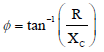 ϕ = tan⁻¹ (R / X_C)